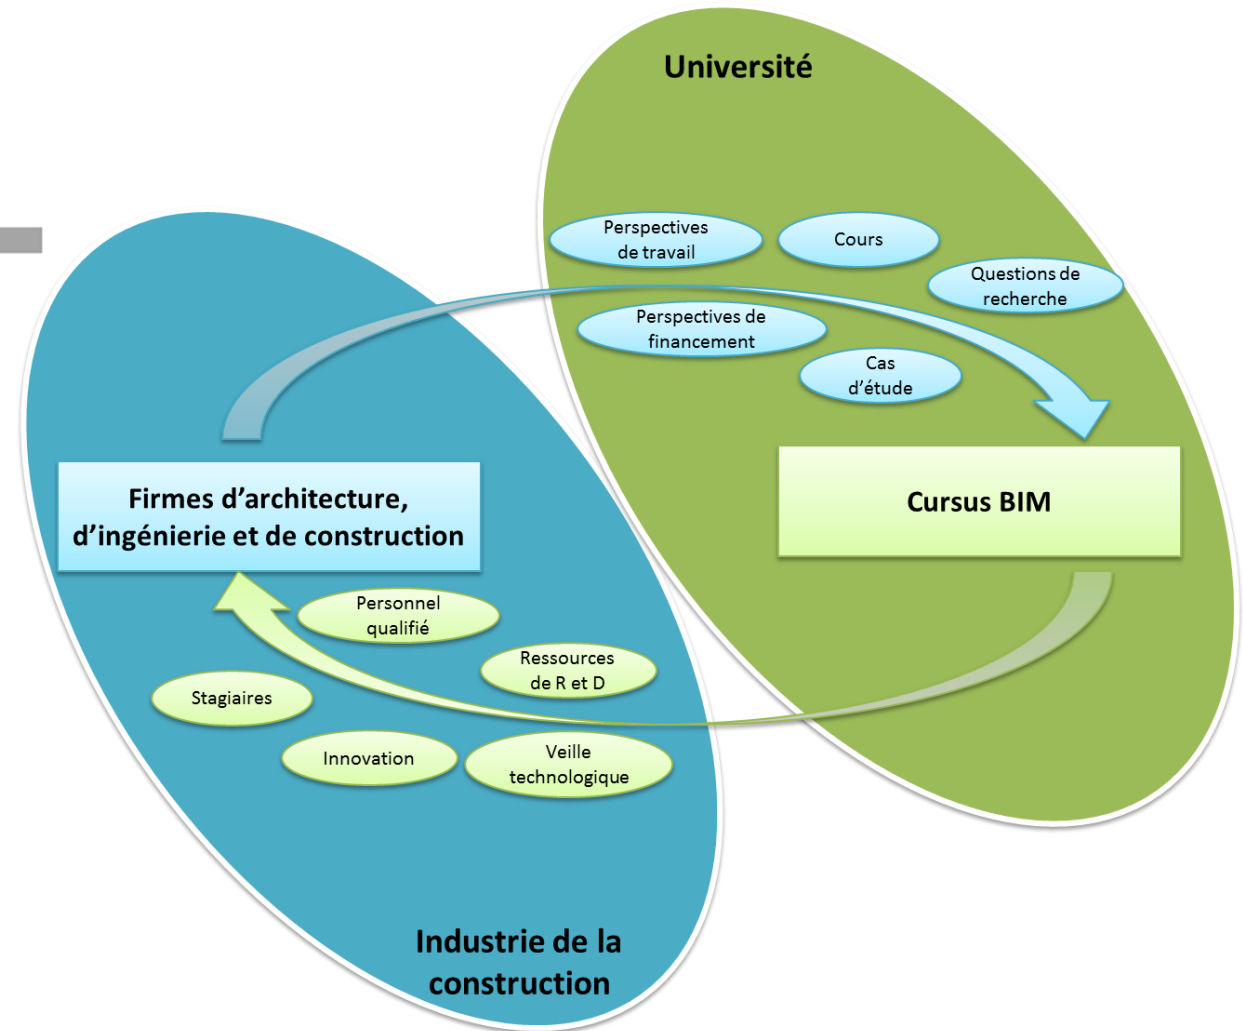 Université
Perspectives
de travail
Cours
Questions de
recherche
Perspectives de
financement
Cas
d’étude
Firmes d’architecture,
d’ingénierie et de construction
Cursus BIM
Personnel
qualifié
Ressources
de R et D
Stagiaires
Innovation
Veille
technologique
Industrie de la
construction